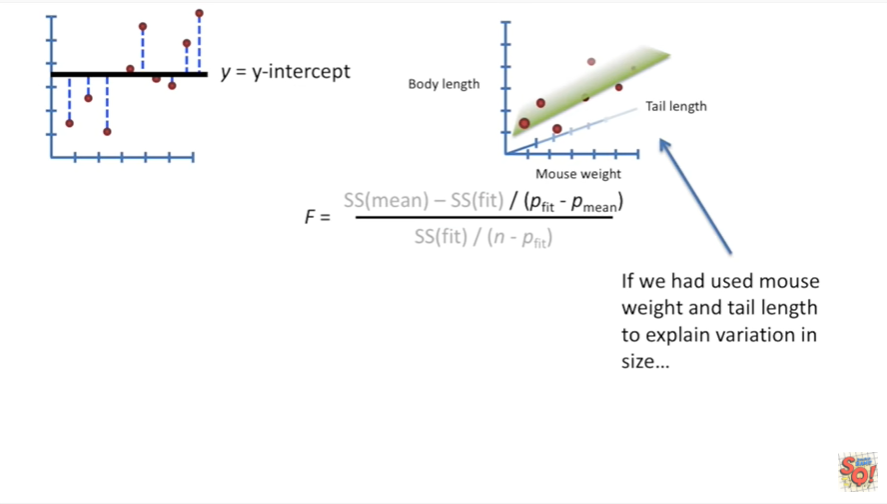 y = y-intercept
Body length
Tail length
Mouse weight
F =
SS(mean) – SS(fit) / (pfit - pmean)
SS(fit) / (n - pfit)
If we had used mouse
weight and tail length
to explain variation in
size...
SQ!